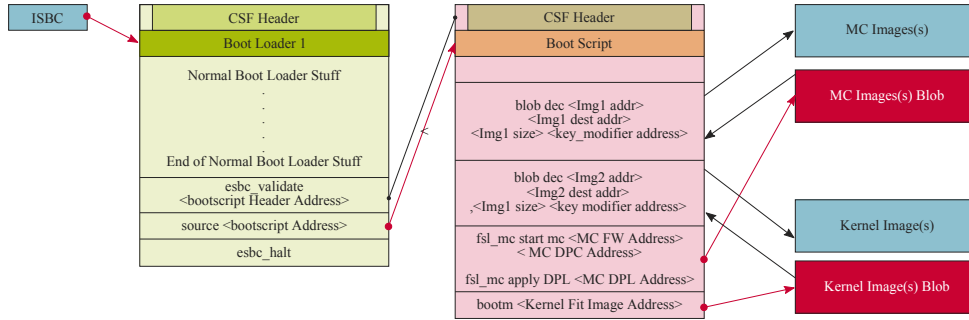 ISBC
CSF Header
Boot Loader 1
Normal Boot Loader Stuff
.
.
.
.
End of Normal Boot Loader Stuff
esbc_validate
<bootscript Header Address>
source <bootscript Address>
esbc_halt
<
CSF Header
Boot Script
blob dec <Img1 addr>
<Img1 dest addr>
<Img1 size> <key_modifier address>
blob dec <Img2 addr>
<Img2 dest addr>
,<Img1 size> <key modifier address>
fsl_mc start mc <MC FW Address>
< MC DPC Address>
fsl_mc apply DPL <MC DPL Address>
bootm <Kernel Fit Image Address>
MC Images(s)
MC Images(s) Blob
Kernel Image(s)
Kernel Image(s) Blob